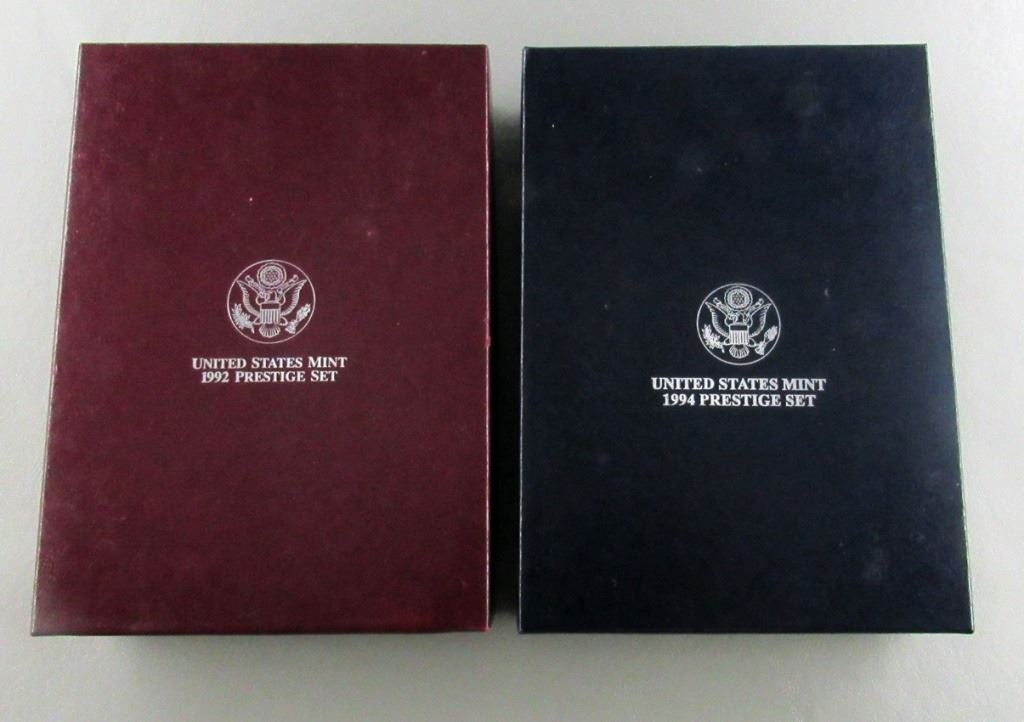 UNITED STATES MINT
1992 PRESTIGE SET
UNITED STATES MINT
1994 PRESTIGE SET